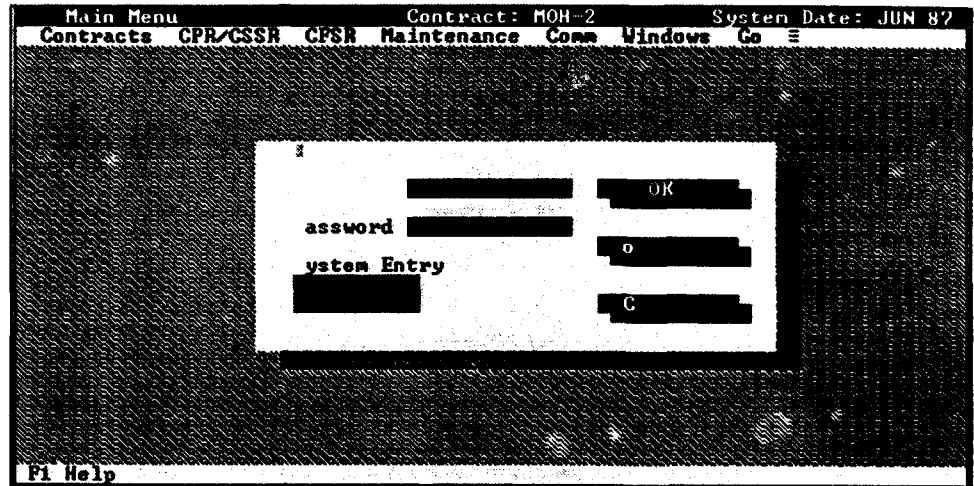 Main Menu Contract: MOH-2 System Date: JUN 87
Contracts CPR/CSSR CFSR Maintenance Comm Windows Go ≡
OK
assword
o
ystem Entry
G
F1 Help